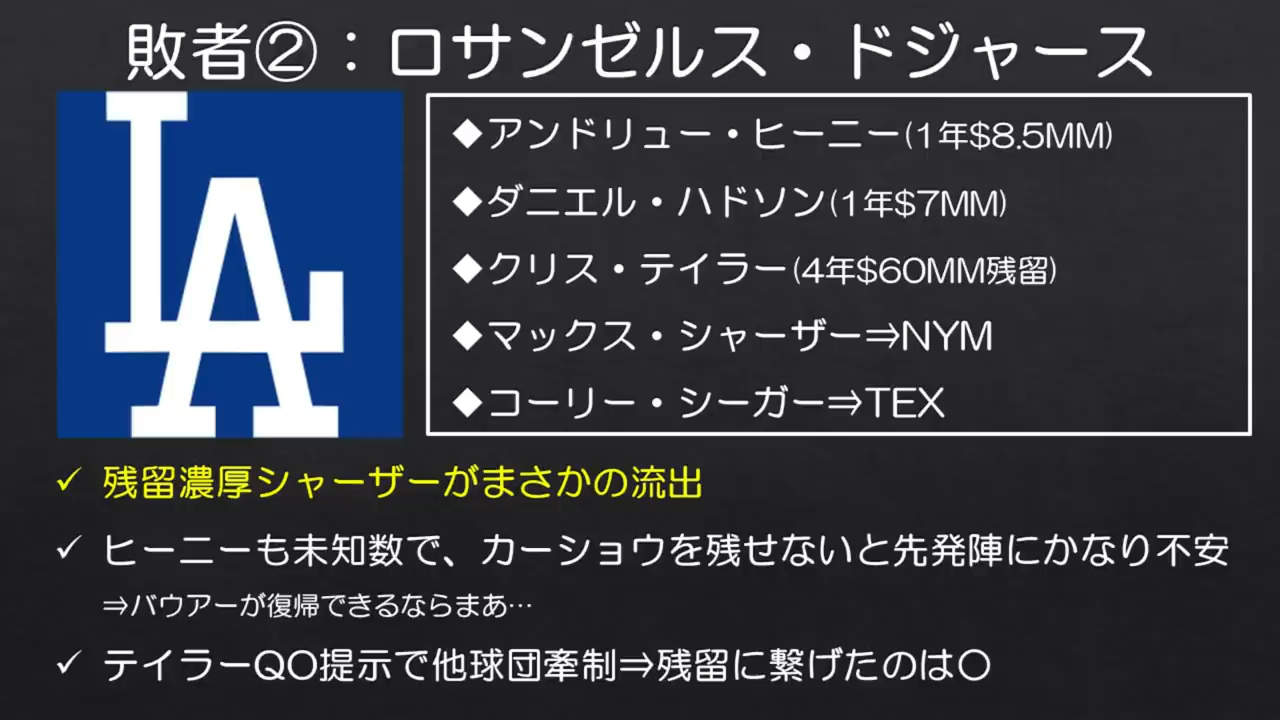 敗者②：ロサンゼルス・ドジャース
LA
◆アンドリュー・ヒーニー(1年$8.5MM)
◆ダニエル・ハドソン(1年$7MM)
◆クリス・テイラー(4年$60MM残留)
◆マックス・シャーザー⇒NYM
◆コーリー・シーガー⇒TEX
✓ 残留濃厚シャーザーがまさかの流出
✓ ヒーニーも未知数で、カーショウを残せないと先発陣にかなり不安
⇒バウアーが復帰できるならまあ…
✓ テイラーQO提示で他球団牽制⇒残留に繋げたのは〇